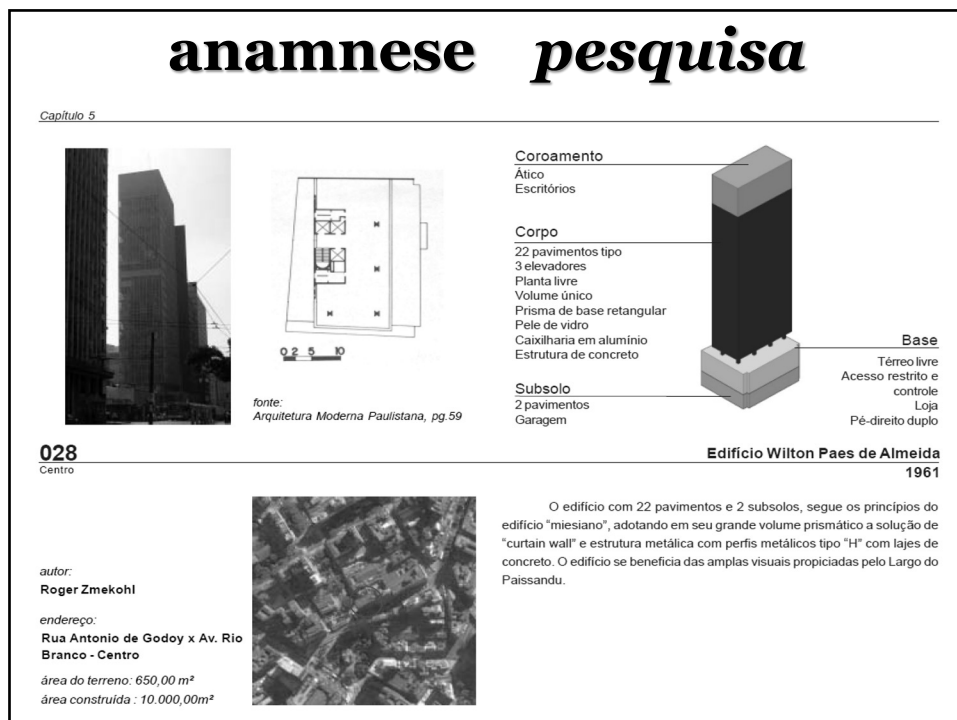 anamnese pesquisa
Capítulo 5
Coroamento
Ático
Escritórios
Corpo
22 pavimentos tipo
3 elevadores
Planta livre
Volume único
Prisma de base retangular
Pele de vidro
Caixilharia em alumínio
Estrutura de concreto
Subsolo
2 pavimentos
Garagem
Base
Térreo livre
Acesso restrito e
controle
Loja
Pé-direito duplo
0 2 5 10
fonte:
Arquitetura Moderna Paulistana, pg.59
028
Centro
Edifício Wilton Paes de Almeida
1961
autor:
Roger Zmekohl
endereço:
Rua Antonio de Godoy x Av. Rio
Branco - Centro
área do terreno: 650,00 m²
área construída : 10.000,00m²
O edifício com 22 pavimentos e 2 subsolos, segue os princípios do
edifício “miesiano”, adotando em seu grande volume prismático a solução de
“curtain wall” e estrutura metálica com perfis metálicos tipo “H” com lajes de
concreto. O edifício se beneficia das amplas visuais propiciadas pelo Largo do
Paissandu.